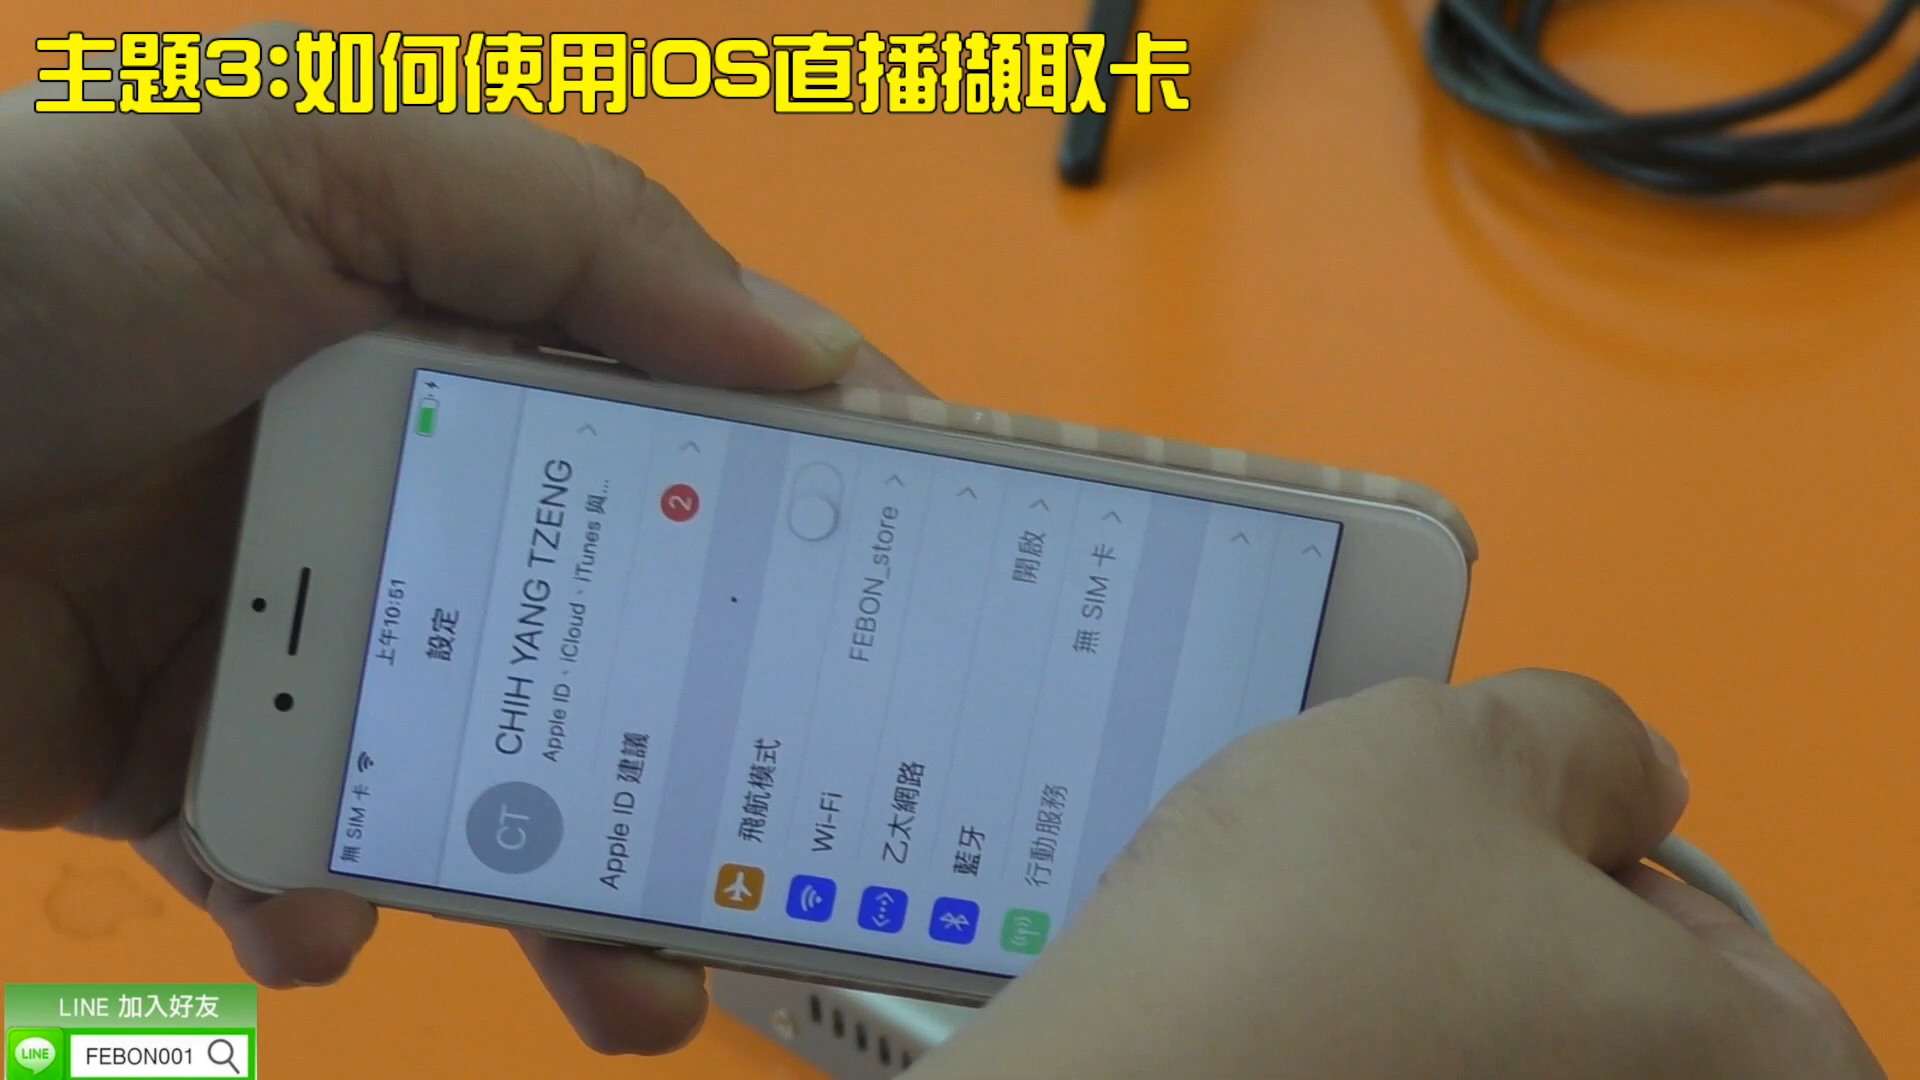 主題3:如何使用iOS直播擷取卡
無 SIM 卡
上午10:51
設定
CT
CHIH YANG TZENG
Apple ID、iCloud、iTunes 與...
Apple ID 建議
2
飛航模式
Wi-Fi
FEBON_store
乙太網路
藍牙
開啟
行動服務
無 SIM 卡
LINE 加入好友
LINE
FEBON001